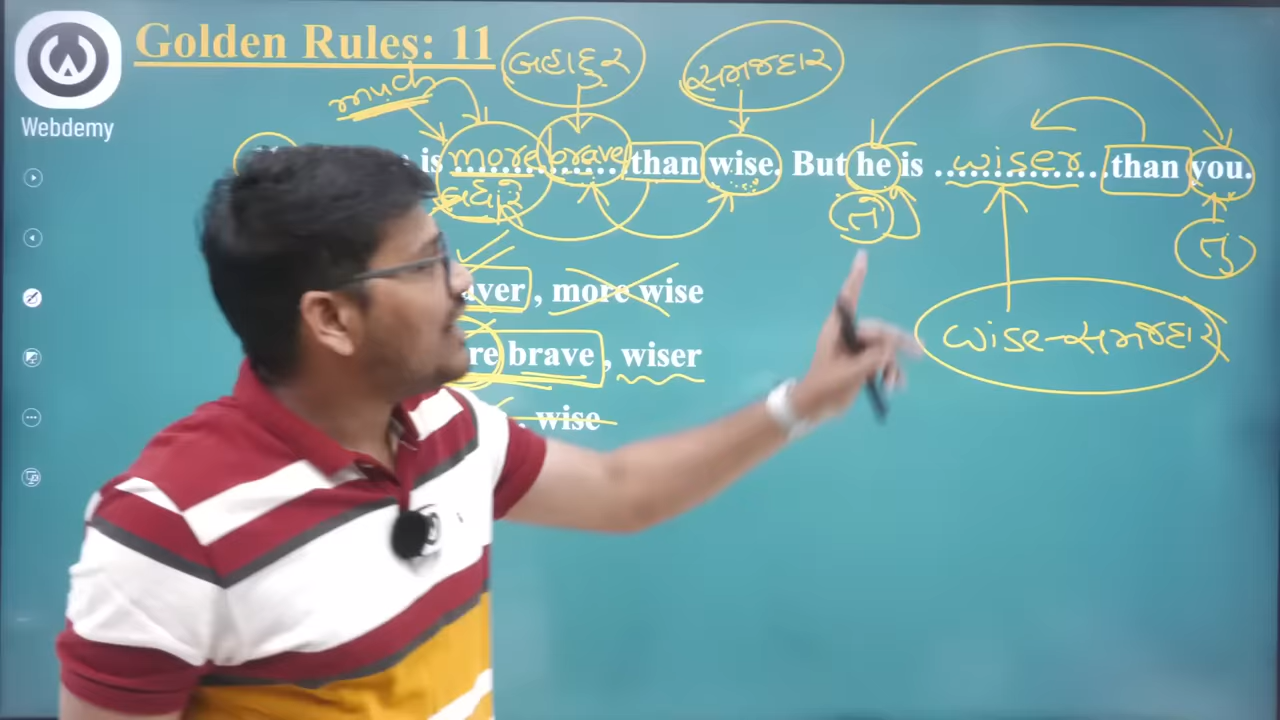 Golden Rules: 11
Webdemy
બહાદુર
સમજદાર
much
is more brave than wise. But he is wiser than you.
બહાદુર
તે
તું
aver , more wise
re brave , wiser
wise-સમજદાર
, wise